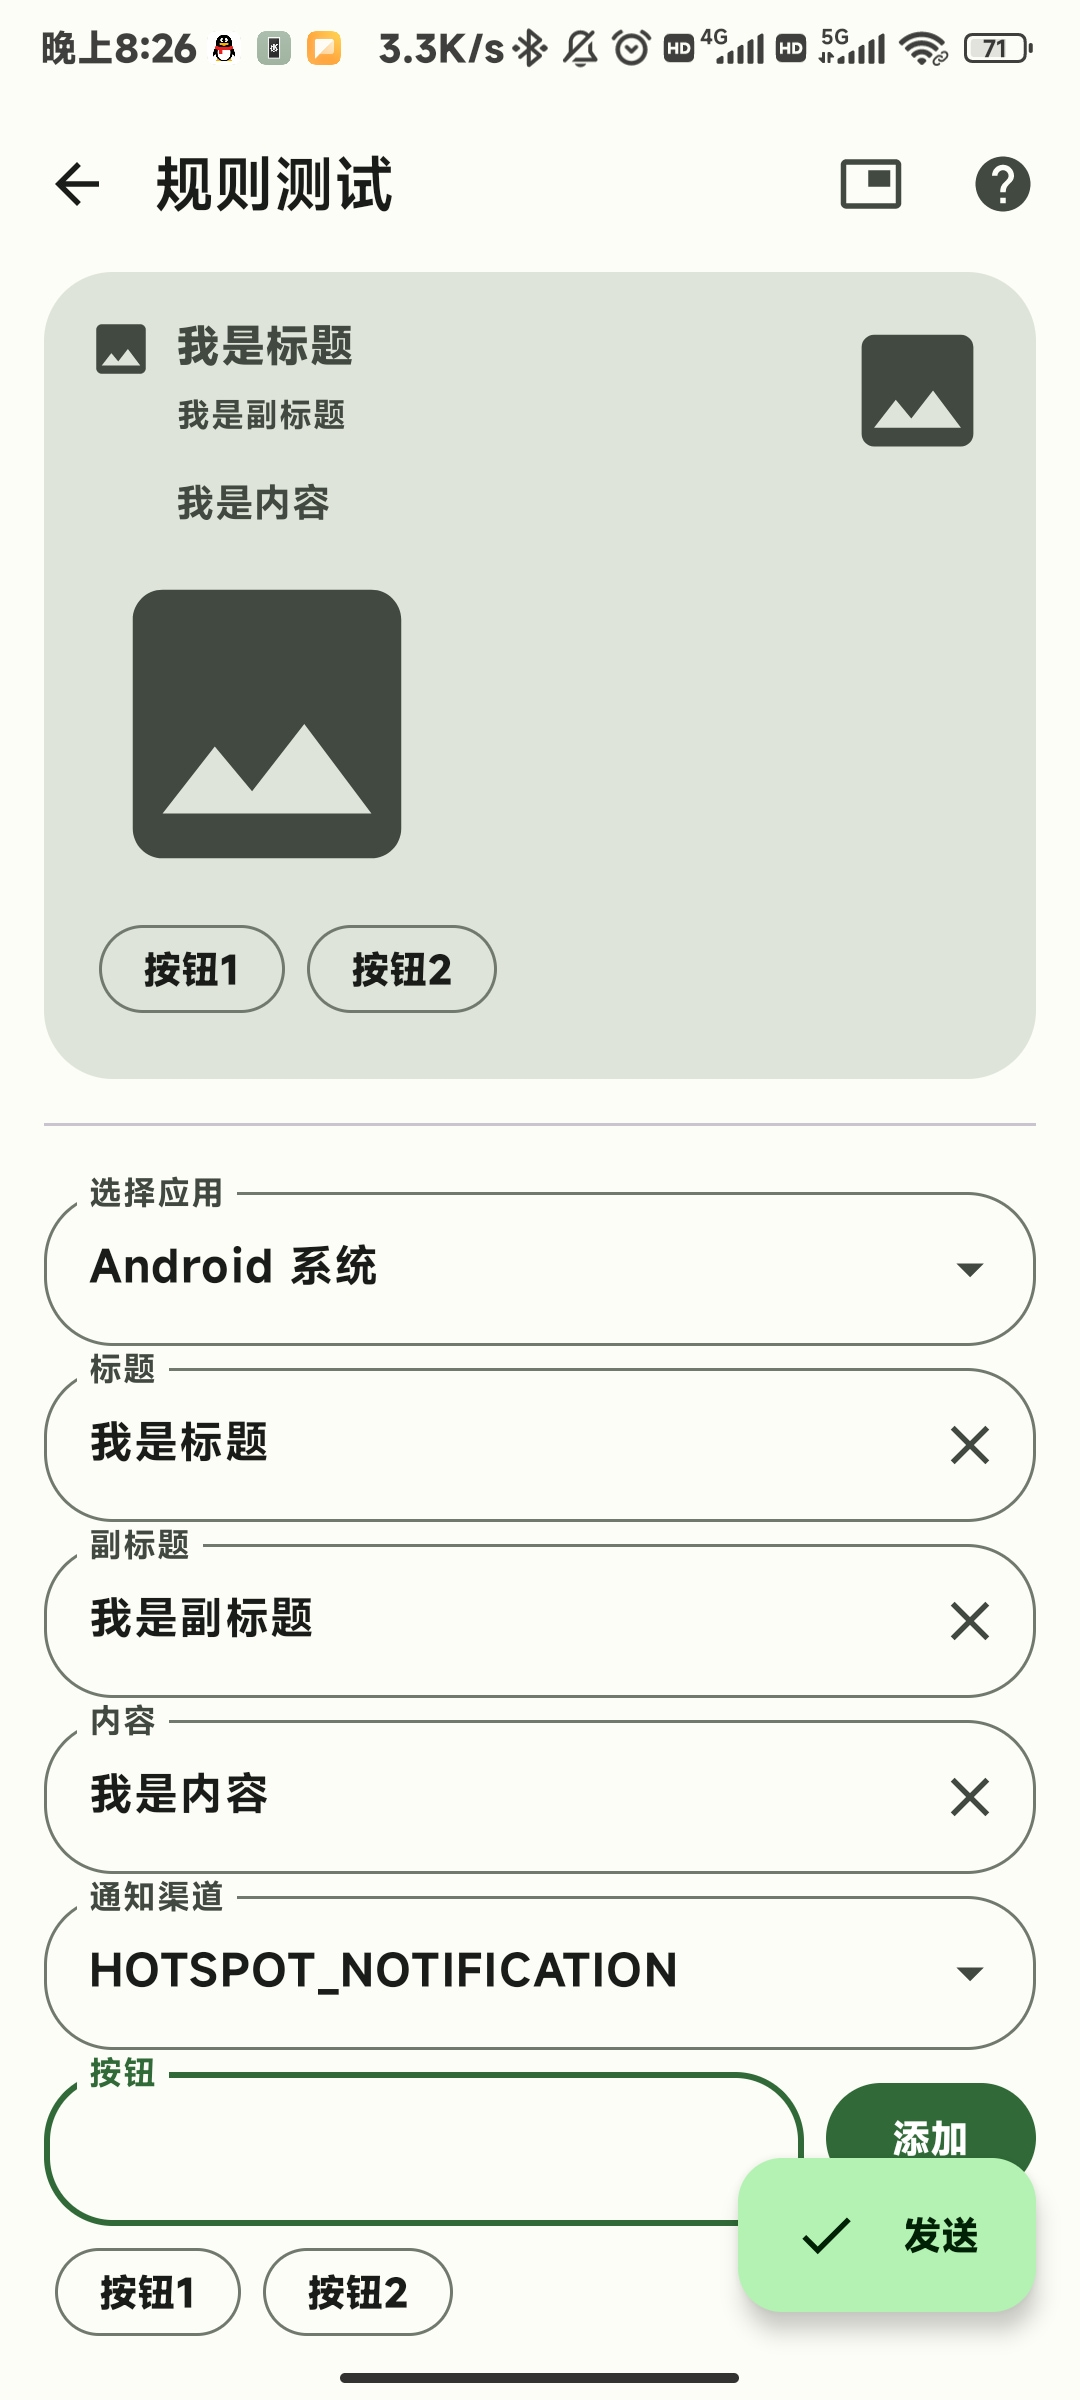 晚上8:26 3.3K/s HD 4G HD 5G 71
规则测试
我是标题
我是副标题
我是内容
按钮1 按钮2
选择应用
Android 系统
标题
我是标题
副标题
我是副标题
内容
我是内容
通知渠道
HOTSPOT_NOTIFICATION
按钮
添加
发送
按钮1 按钮2